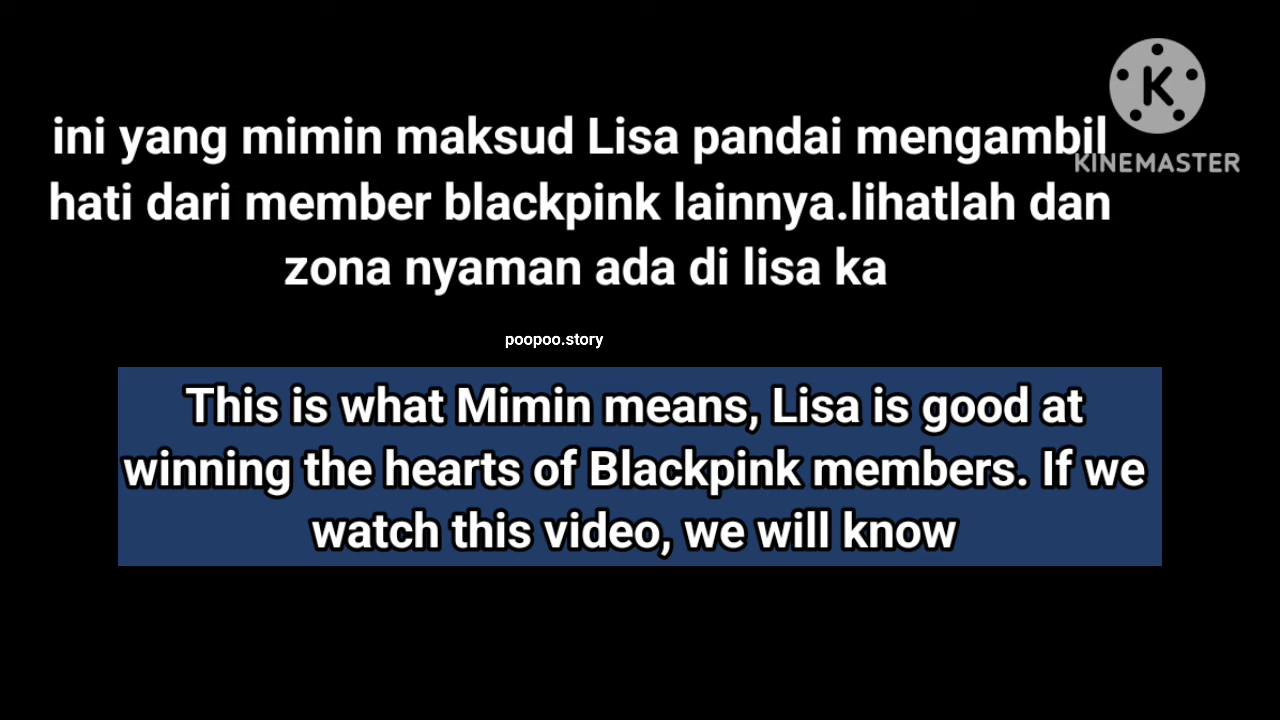 ini yang mimin maksud Lisa pandai mengambil
hati dari member blackpink lainnya.lihatlah dan
zona nyaman ada di lisa ka
K
KINEMASTER
poopoo.story
This is what Mimin means, Lisa is good at
winning the hearts of Blackpink members. If we
watch this video, we will know